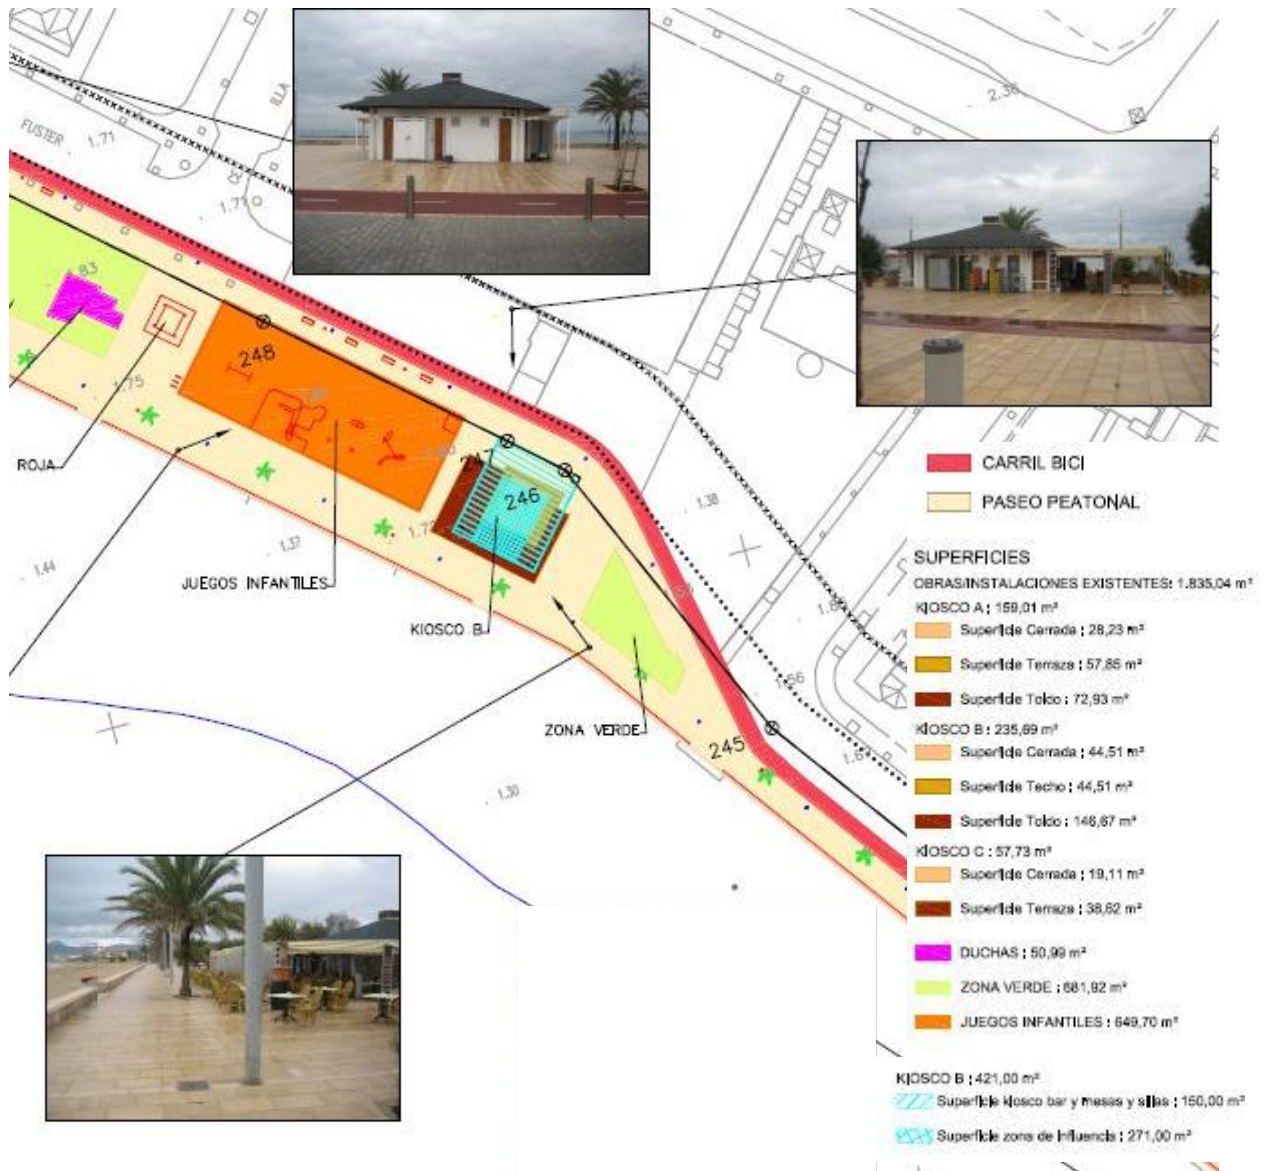 FUSTER
1.71
ILLA
1.71
2.36
83
248
1.75
ROJA
247
246
1.44
1.37
JUEGOS INFANTILES
KIOSCO B
1.38
1.56
ZONA VERDE
245
1.30
CARRIL BICI
PASEO PEATONAL
SUPERFICIES
OBRAS/INSTALACIONES EXISTENTES: 1.835,04 m²
KIOSCO A : 159,01 m²
Superficie Cerrada : 28,23 m²
Superficie Terraza : 57,85 m²
Superficie Toldo : 72,93 m²
KIOSCO B : 235,69 m²
Superficie Cerrada : 44,51 m²
Superficie Techo : 44,51 m²
Superficie Toldo : 146,67 m²
KIOSCO C : 57,73 m²
Superficie Cerrada : 19,11 m²
Superficie Terraza : 38,62 m²
DUCHAS : 50,99 m²
ZONA VERDE : 681,92 m²
JUEGOS INFANTILES : 649,70 m²
KIOSCO B : 421,00 m²
Superficie kiosco bar y mesas y sillas : 150,00 m²
Superficie zona de Influencia : 271,00 m²